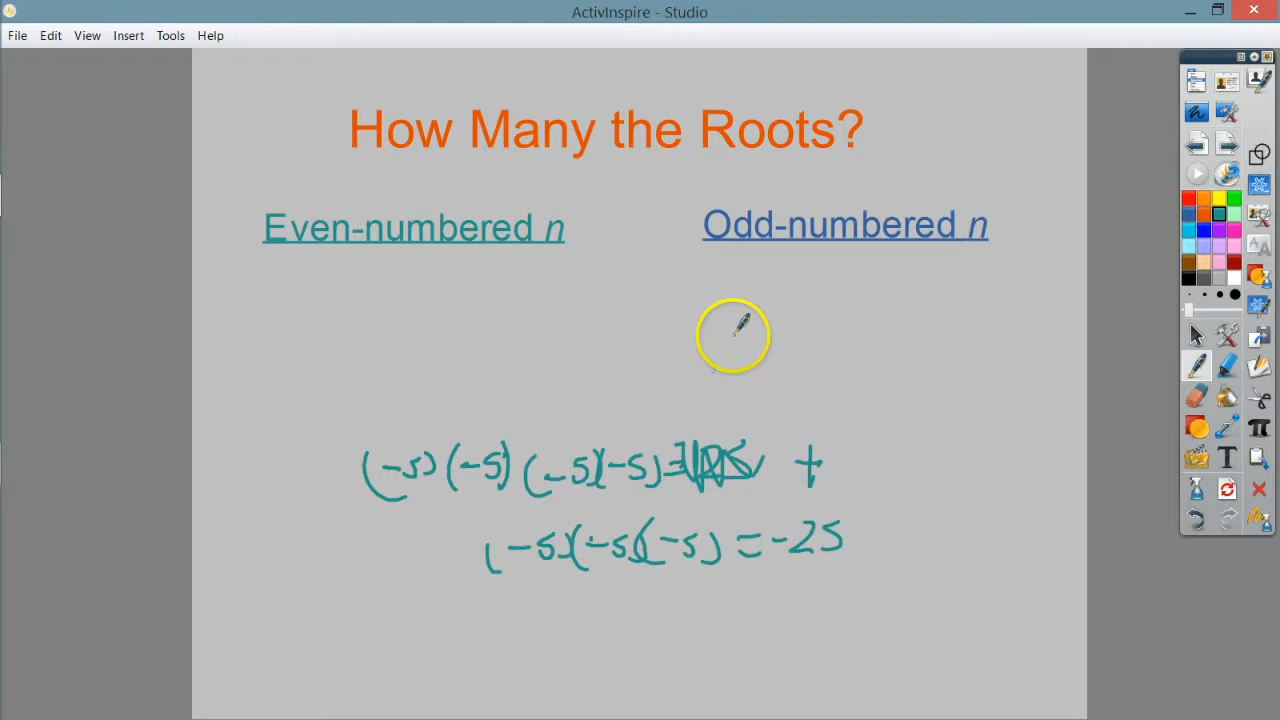 ActivInspire - Studio
File Edit View Insert Tools Help
How Many the Roots?
Even-numbered n
Odd-numbered n
(-5)(-5)(-5)(-5)= +
(-5)(-5)(-5)=-25